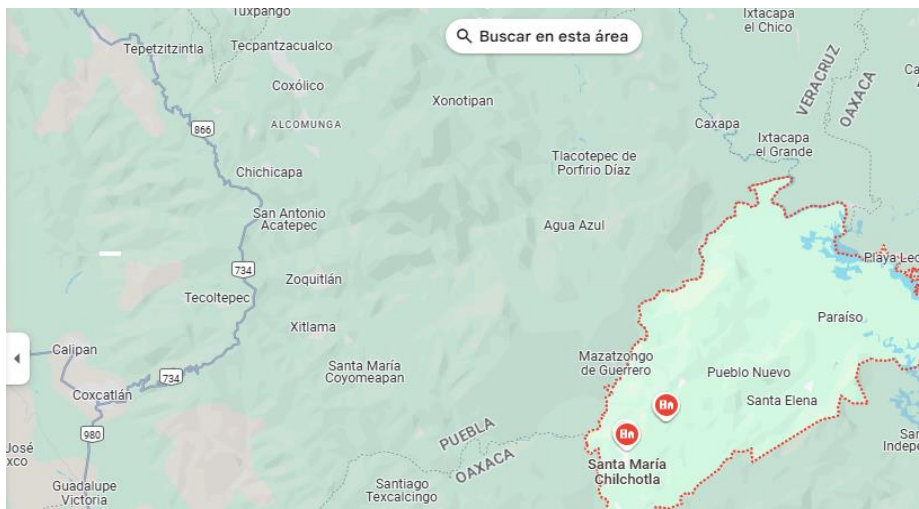 Tuxpango
Ixtacapa
el Chico
Tepetzitzintla
Tecpantzacualco
Buscar en esta área
VERACRUZ
OAXACA
Coxólico
Xonotipan
ALCOMUNGA
866
Caxapa
Ixtacapa
el Grande
Tlacotepec de
Porfirio Díaz
Chichicapa
San Antonio
Acatepec
Agua Azul
734
Zoquitlán
Playa Leo
Tecoltepec
Xitlama
Paraíso
Calipan
Santa María
Coyomeapan
Mazatzongo
de Guerrero
Pueblo Nuevo
734
Coxcatlán
Santa Elena
980
PUEBLA
OAXACA
San
Indepe
José
xco
Santa María
Chilchotla
Santiago
Texcalcingo
Guadalupe
Victoria